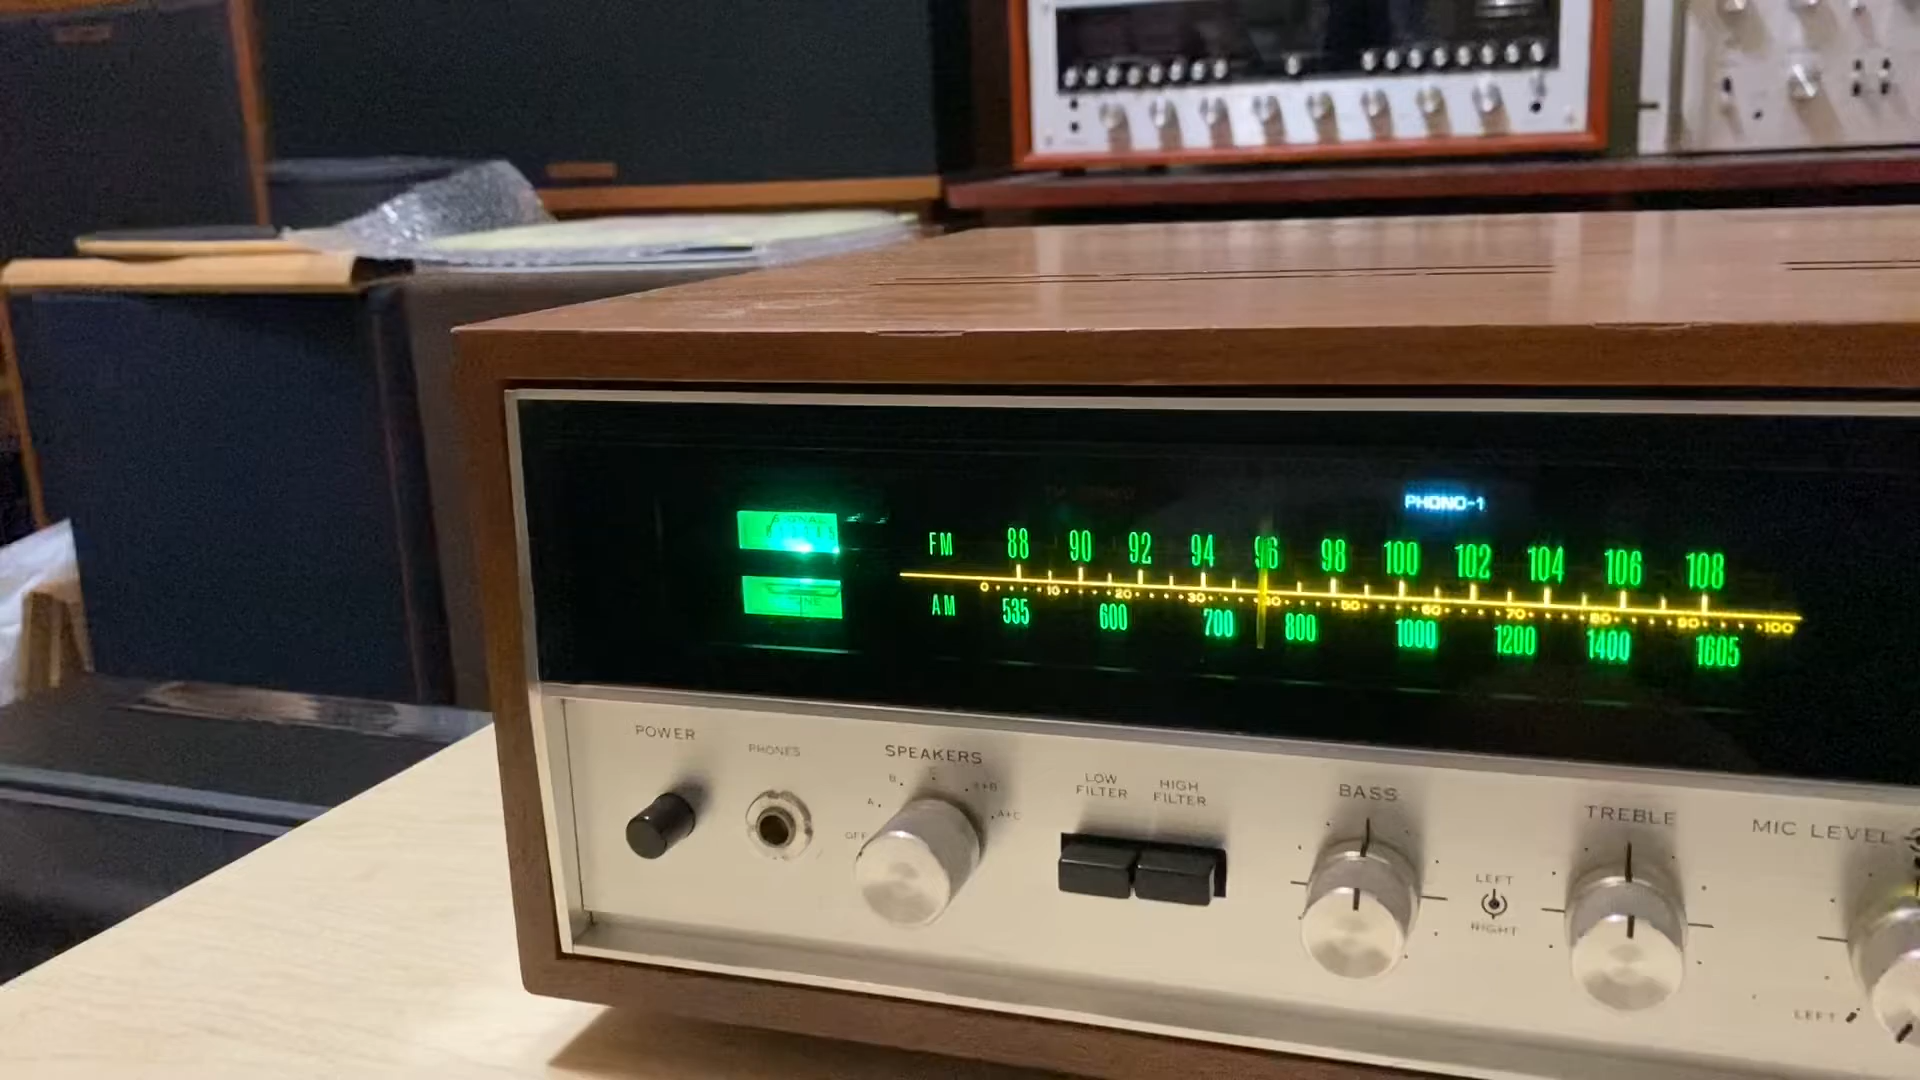 PHONO-1
SIGNAL
FM 88 90 92 94 96 98 100 102 104 106 108
0 10 20 30 40 50 60 70 80 90 100
AM 535 600 700 800 1000 1200 1400 1605
POWER
PHONES
SPEAKERS
OFF A B C A+B A+C
LOW FILTER
HIGH FILTER
BASS
LEFT
RIGHT
TREBLE
MIC LEVEL
LEFT